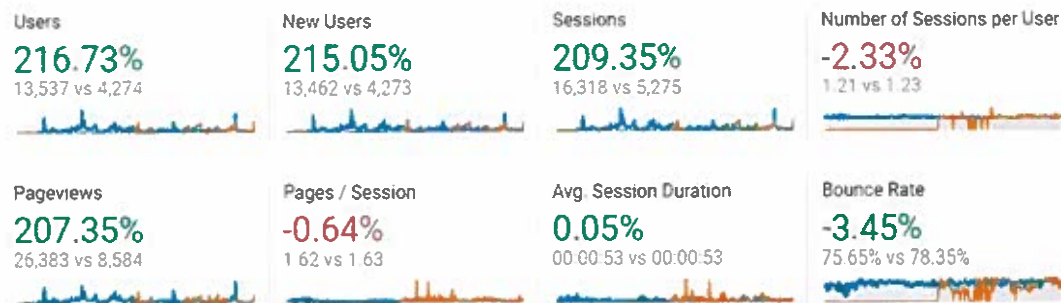 Users
216.73%
13,537 vs 4,274
New Users
215.05%
13,462 vs 4,273
Sessions
209.35%
16,318 vs 5,275
Number of Sessions per User
-2.33%
1.21 vs 1.23
Pageviews
207.35%
26,383 vs 8,584
Pages / Session
-0.64%
1.62 vs 1.63
Avg. Session Duration
0.05%
00:00:53 vs 00:00:53
Bounce Rate
-3.45%
75.65% vs 78.35%